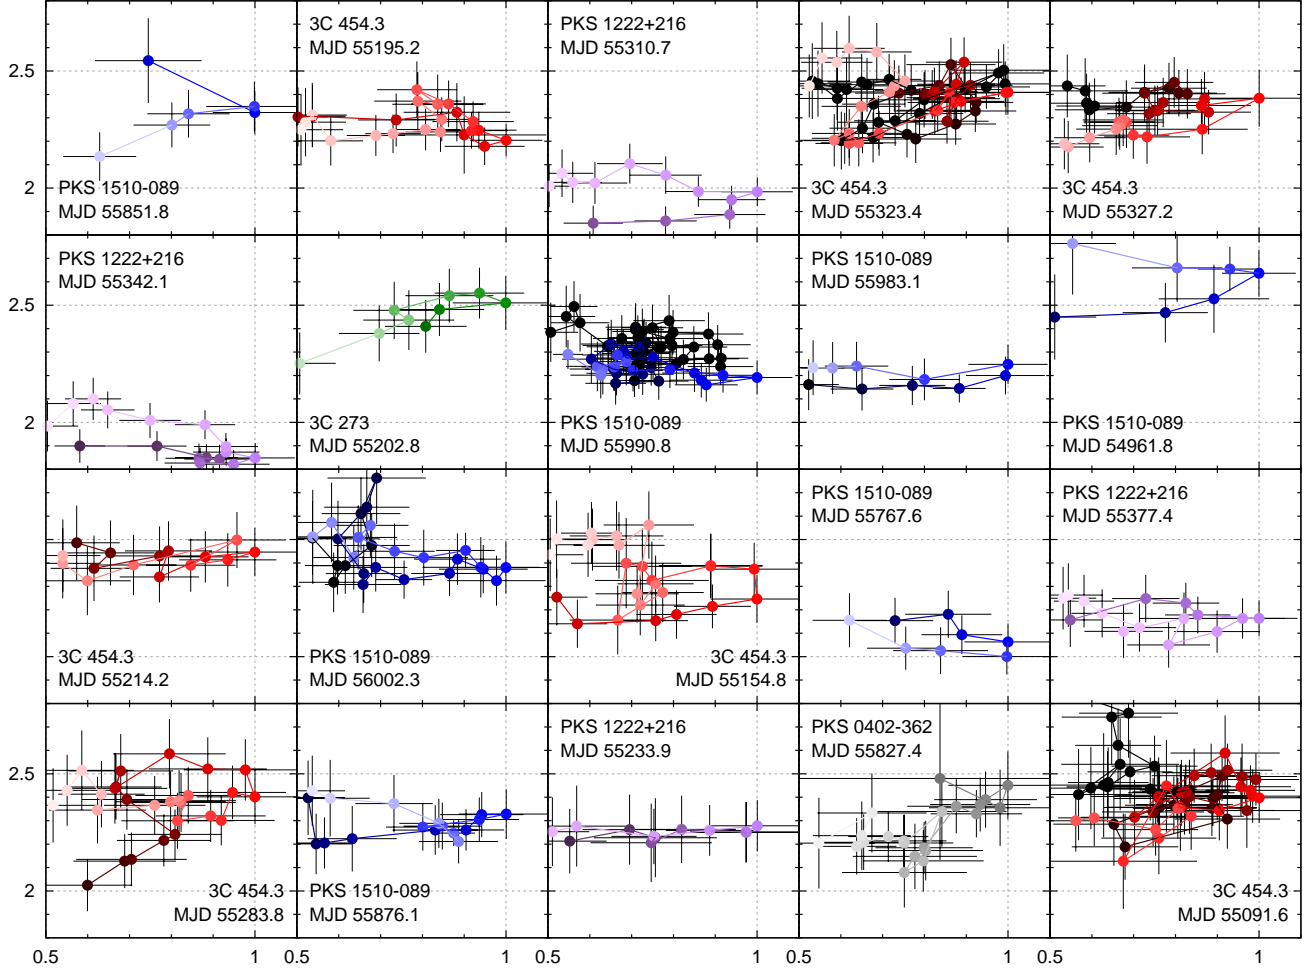 2.5
2
PKS 1510-089
MJD 55851.8
3C 454.3
MJD 55195.2
PKS 1222+216
MJD 55310.7
3C 454.3
MJD 55323.4
3C 454.3
MJD 55327.2
2.5
2
PKS 1222+216
MJD 55342.1
3C 273
MJD 55202.8
PKS 1510-089
MJD 55990.8
PKS 1510-089
MJD 55983.1
PKS 1510-089
MJD 54961.8
3C 454.3
MJD 55214.2
PKS 1510-089
MJD 56002.3
3C 454.3
MJD 55154.8
PKS 1510-089
MJD 55767.6
PKS 1222+216
MJD 55377.4
2.5
2
3C 454.3
MJD 55283.8
PKS 1510-089
MJD 55876.1
PKS 1222+216
MJD 55233.9
PKS 0402-362
MJD 55827.4
3C 454.3
MJD 55091.6
0.5 1 0.5 1 0.5 1 0.5 1 0.5 1